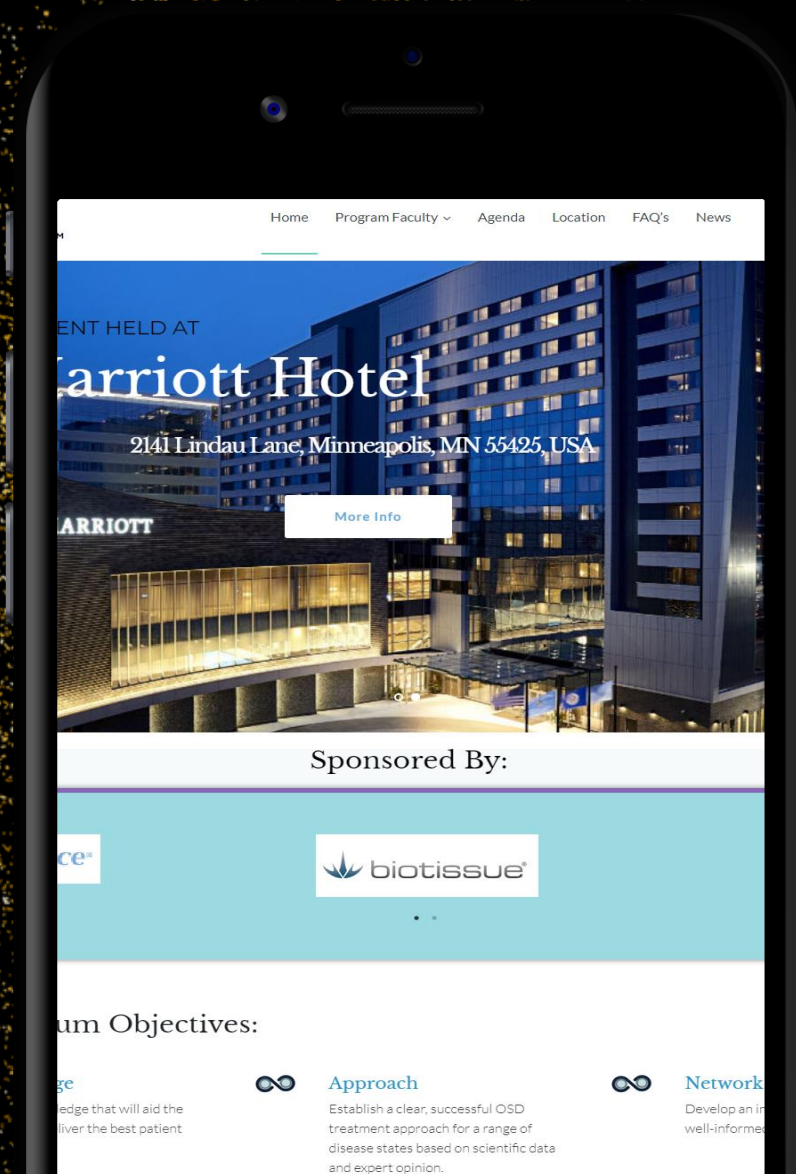 Home Program Faculty Agenda Location FAQ's News
M
ENT HELD AT
arriott Hotel
2141 Lindau Lane, Minneapolis, MN 55425, USA
More Info
ARRIOTT
Sponsored By:
ce®
biotissue®
um Objectives:
ge
ledge that will aid the
liver the best patient
Approach
Establish a clear, successful OSD
treatment approach for a range of
disease states based on scientific data
and expert opinion.
Network
Develop an in
well-informed